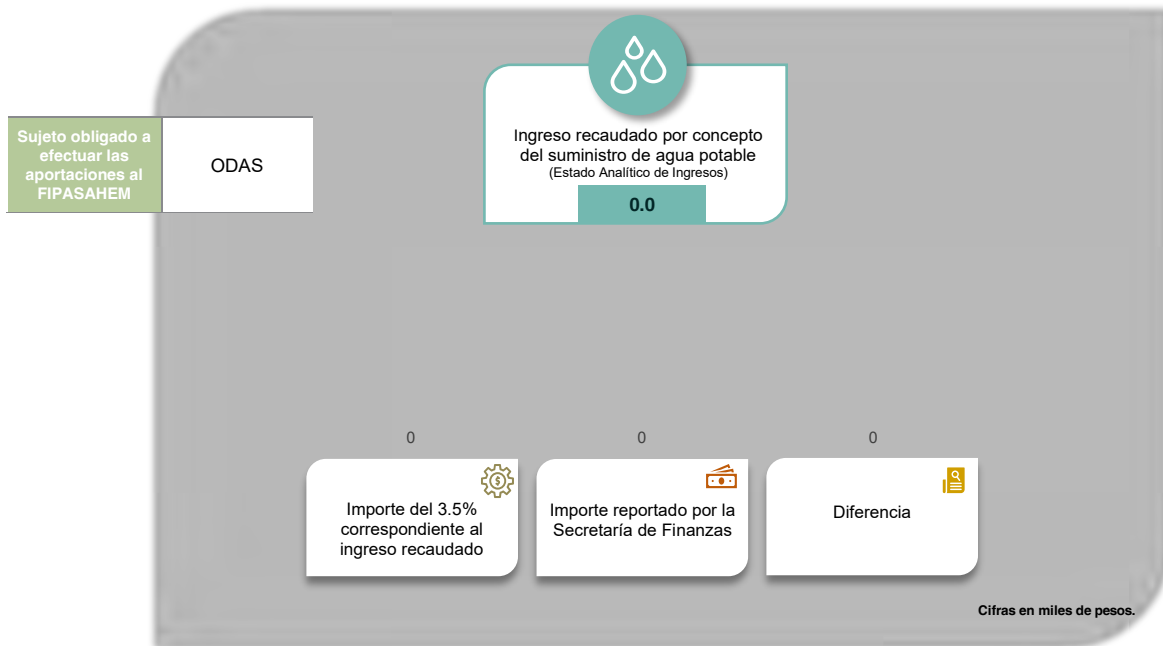 Sujeto obligado a
efectuar las
aportaciones al
FIPASAHEM
ODAS
Ingreso recaudado por concepto
del suministro de agua potable
(Estado Analítico de Ingresos)
0.0
0
0
0
Importe del 3.5%
correspondiente al
ingreso recaudado
Importe reportado por la
Secretaría de Finanzas
Diferencia
Cifras en miles de pesos.